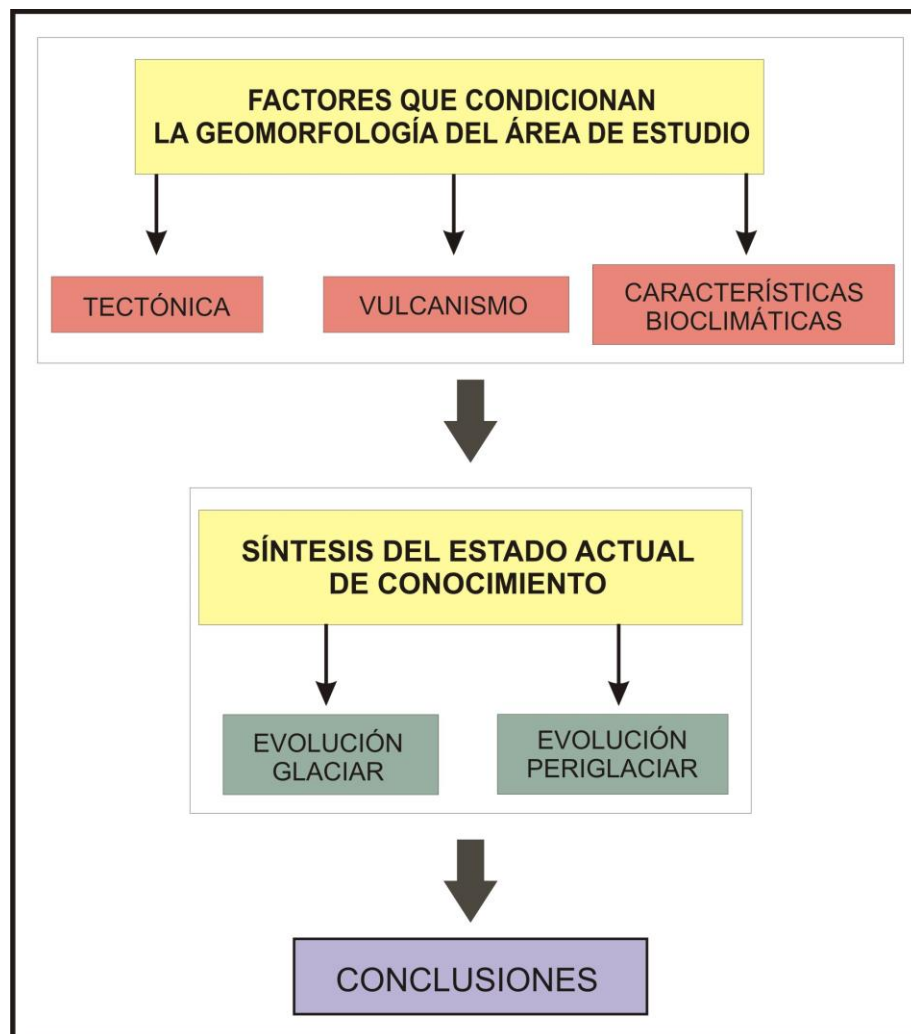 FACTORES QUE CONDICIONAN
LA GEOMORFOLOGÍA DEL ÁREA DE ESTUDIO
TECTÓNICA
VULCANISMO
CARACTERÍSTICAS
BIOCLIMÁTICAS
SÍNTESIS DEL ESTADO ACTUAL
DE CONOCIMIENTO
EVOLUCIÓN
GLACIAR
EVOLUCIÓN
PERIGLACIAR
CONCLUSIONES